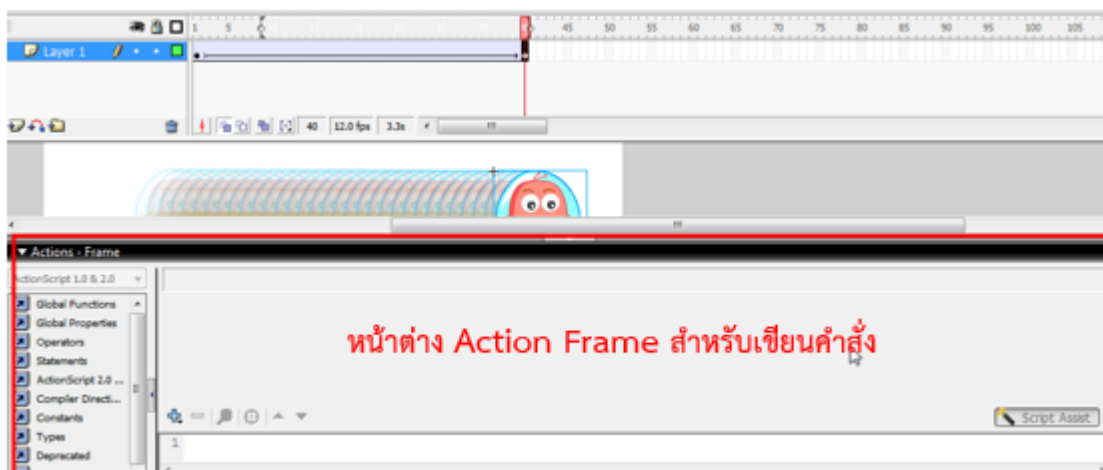 1 5 45 50 55 60 65 70 75 80 85 90 95 100 105
Layer 1
40 12.0 fps 3.3s
Actions - Frame
ActionScript 1.0 & 2.0
Global Functions
Global Properties
Operators
หน้าต่าง Action Frame สำหรับเขียนคำสั่ง
Statements
ActionScript 2.0 ...
Compiler Directi...
Constants
Script Assist
Types
1
Deprecated